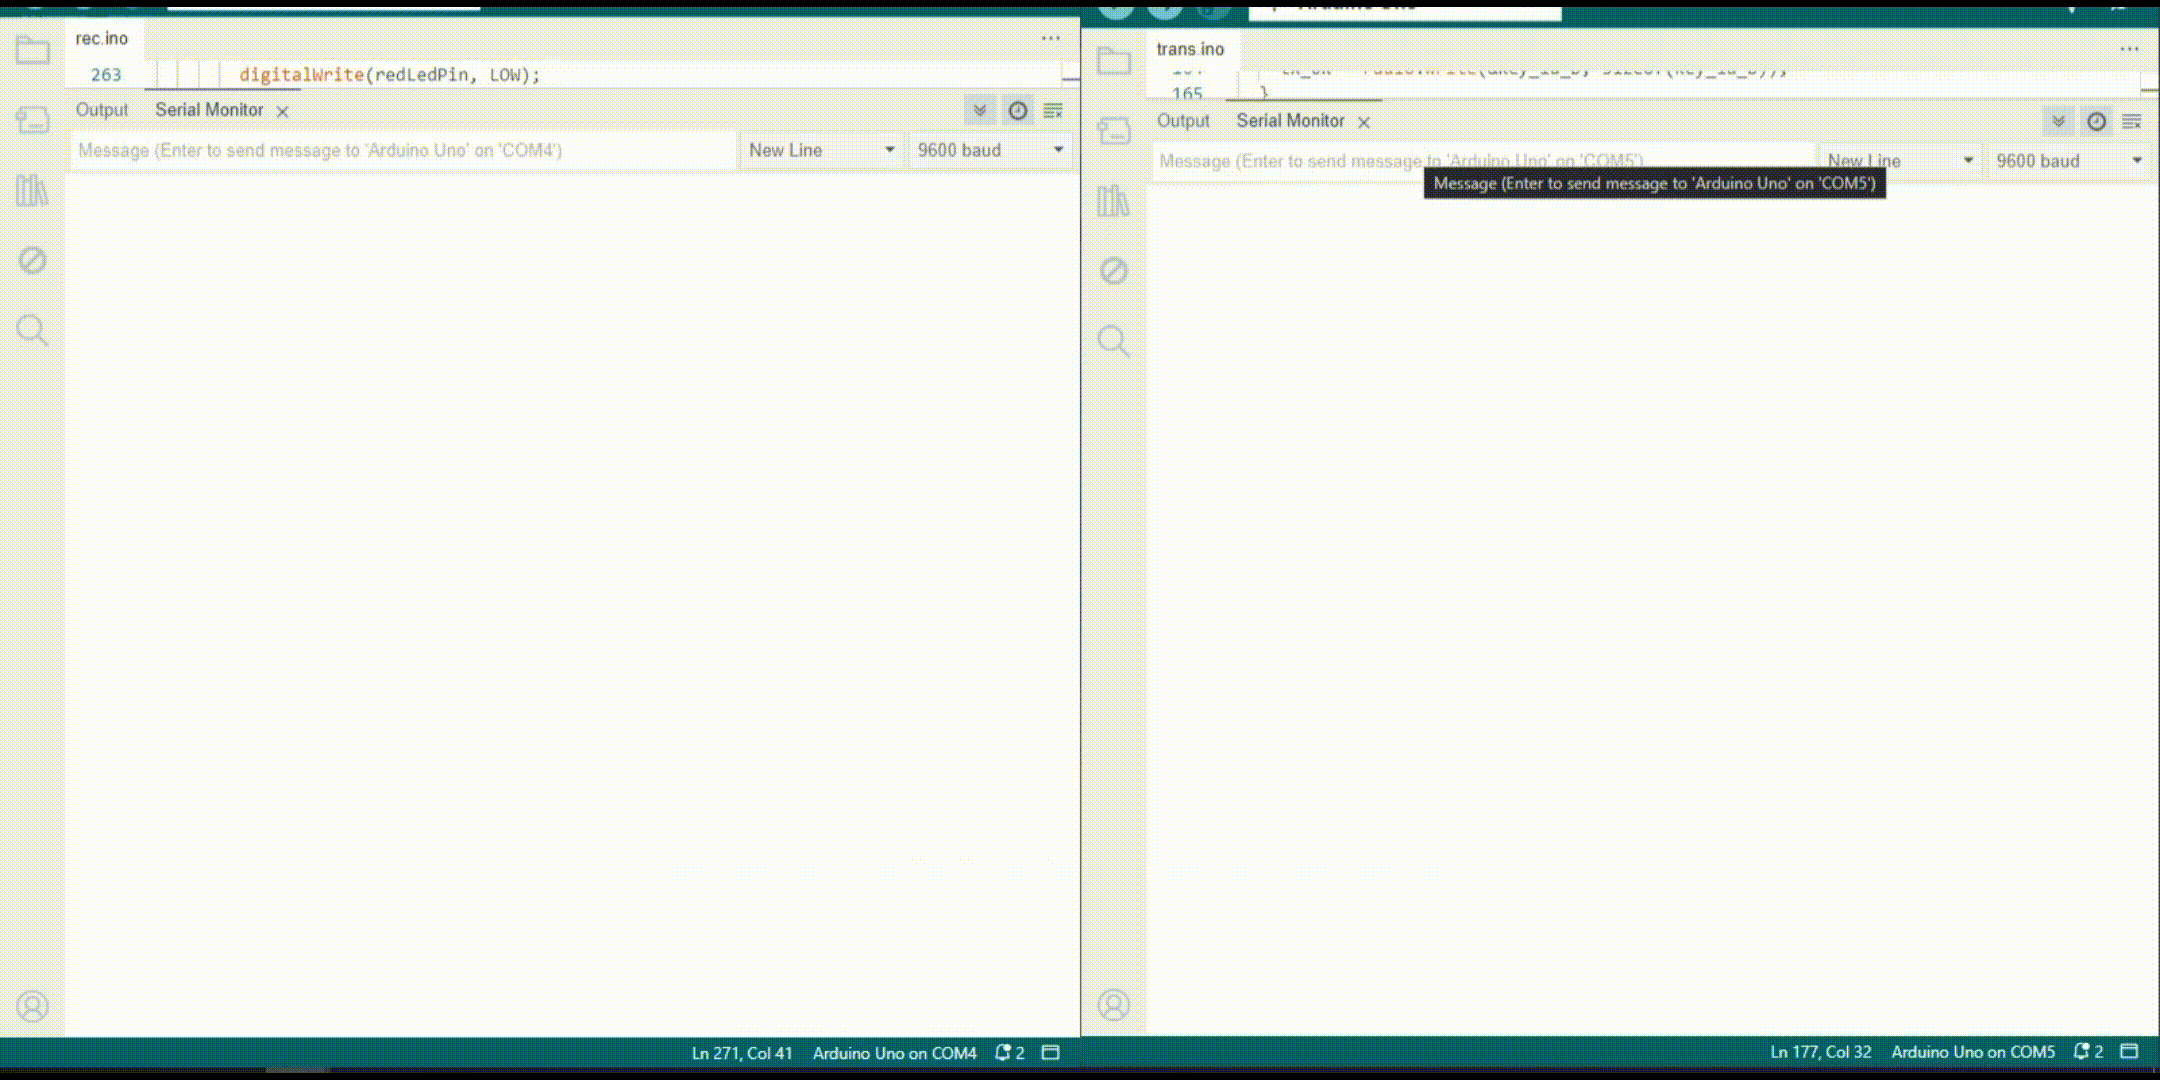 rec.ino
263 digitalWrite(redLedPin, LOW);
Output Serial Monitor
Message (Enter to send message to 'Arduino Uno' on 'COM4') New Line 9600 baud
Ln 271, Col 41 Arduino Uno on COM4 2
trans.ino
165 }
Output Serial Monitor
Message (Enter to send message to 'Arduino Uno' on 'COM5') New Line 9600 baud
Message (Enter to send message to 'Arduino Uno' on 'COM5')
Ln 177, Col 32 Arduino Uno on COM5 2